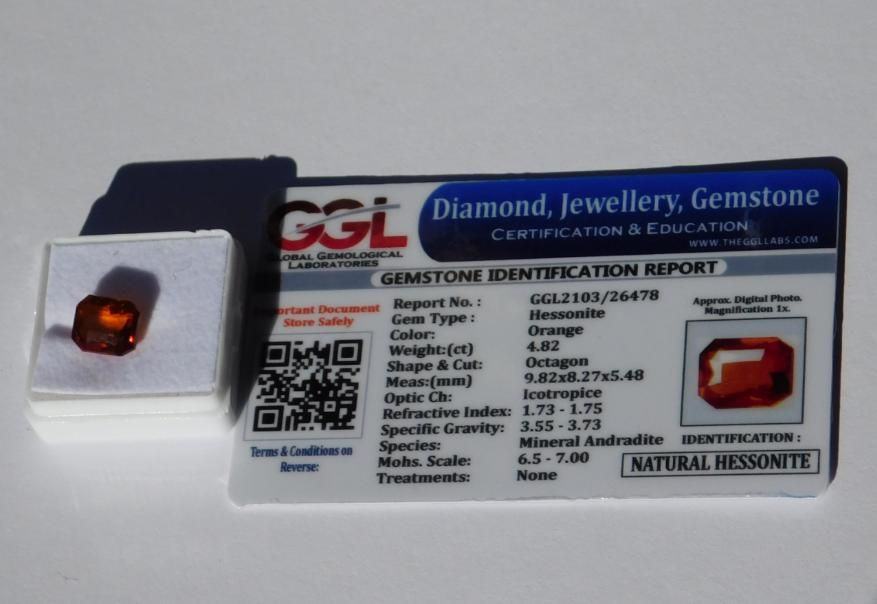 GGL
GLOBAL GEMOLOGICAL
LABORATORIES
Diamond, Jewellery, Gemstone
CERTIFICATION & EDUCATION
WWW.THEGGLLABS.COM
GEMSTONE IDENTIFICATION REPORT
Important Document
Store Safely
Terms & Conditions on
Reverse:
Report No. : GGL2103/26478
Gem Type : Hessonite
Color: Orange
Weight:(ct) 4.82
Shape & Cut: Octagon
Meas:(mm) 9.82x8.27x5.48
Optic Ch: Icotropice
Refractive Index: 1.73 - 1.75
Specific Gravity: 3.55 - 3.73
Species: Mineral Andradite
Mohs. Scale: 6.5 - 7.00
Treatments: None
Approx. Digital Photo.
Magnification 1x.
IDENTIFICATION :
NATURAL HESSONITE